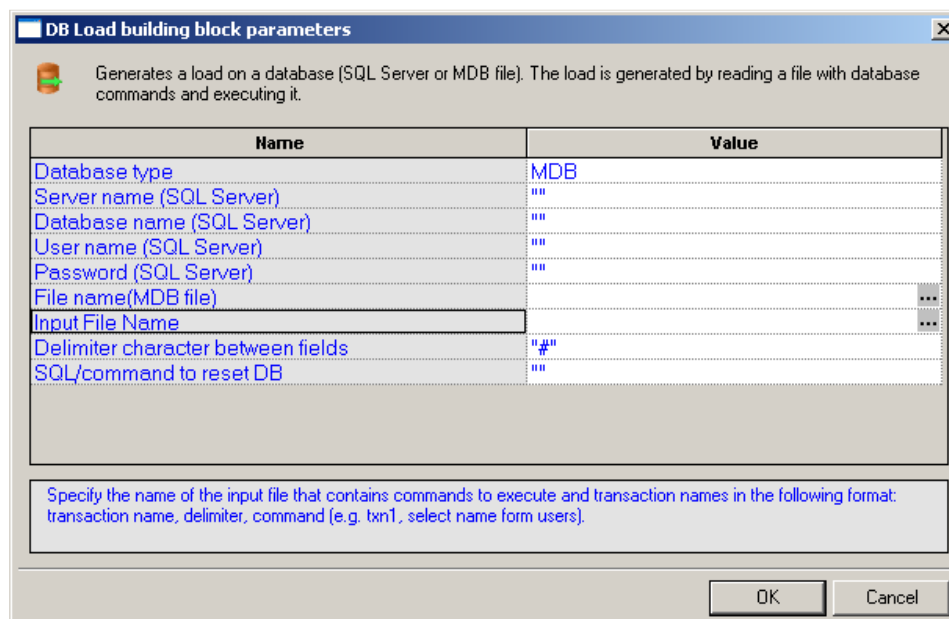 DB Load building block parameters
Generates a load on a database (SQL Server or MDB file). The load is generated by reading a file with database
commands and executing it.
Name Value
Database type MDB
Server name (SQL Server) ""
Database name (SQL Server) ""
User name (SQL Server) ""
Password (SQL Server) ""
File name(MDB file) ...
Input File Name ...
Delimiter character between fields "#"
SQL/command to reset DB ""
Specify the name of the input file that contains commands to execute and transaction names in the following format:
transaction name, delimiter, command (e.g. txn1, select name form users).
OK Cancel